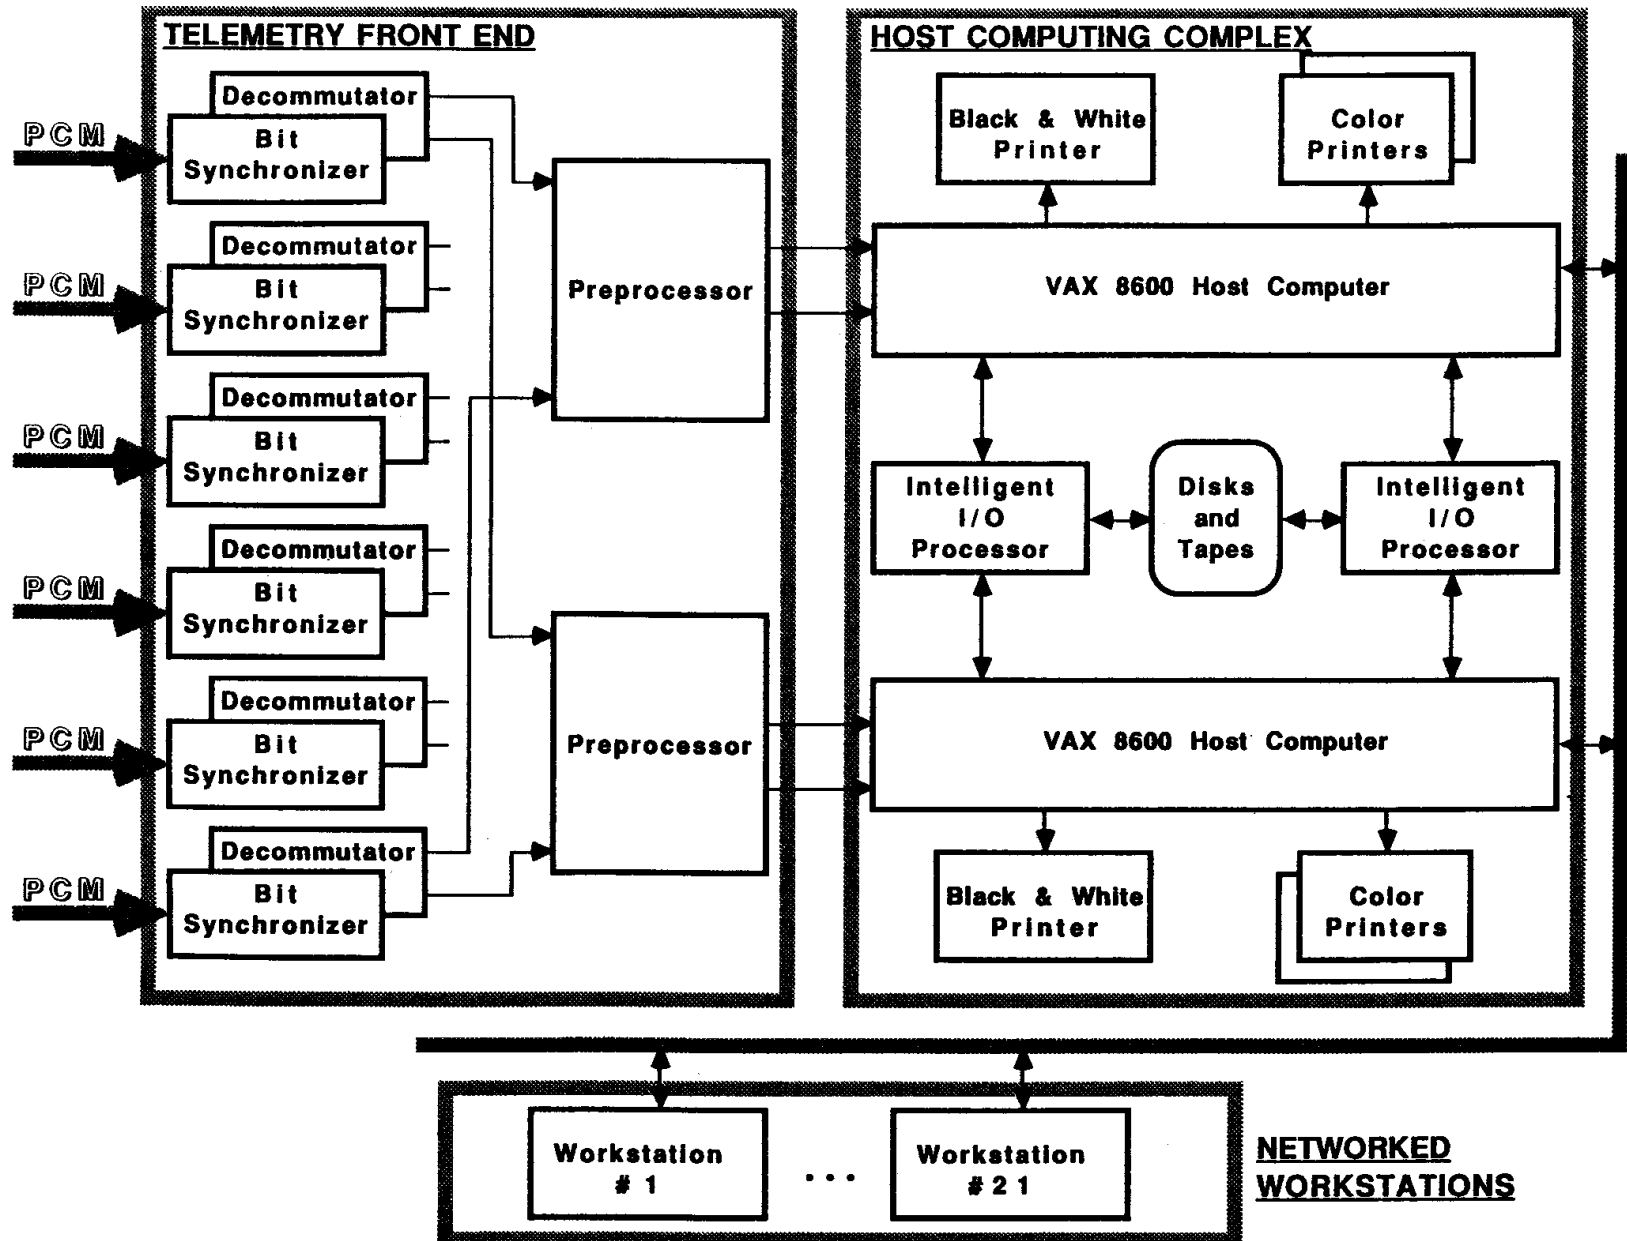 TELEMETRY FRONT END
PCM
Decommutator
Bit
Synchronizer
PCM
Decommutator
Bit
Synchronizer
PCM
Decommutator
Bit
Synchronizer
PCM
Decommutator
Bit
Synchronizer
PCM
Decommutator
Bit
Synchronizer
PCM
Decommutator
Bit
Synchronizer
Preprocessor
Preprocessor
HOST COMPUTING COMPLEX
Black & White
Printer
Color
Printers
VAX 8600 Host Computer
Intelligent
I/O
Processor
Disks
and
Tapes
Intelligent
I/O
Processor
VAX 8600 Host Computer
Black & White
Printer
Color
Printers
Workstation
#1
...
Workstation
#21
NETWORKED
WORKSTATIONS